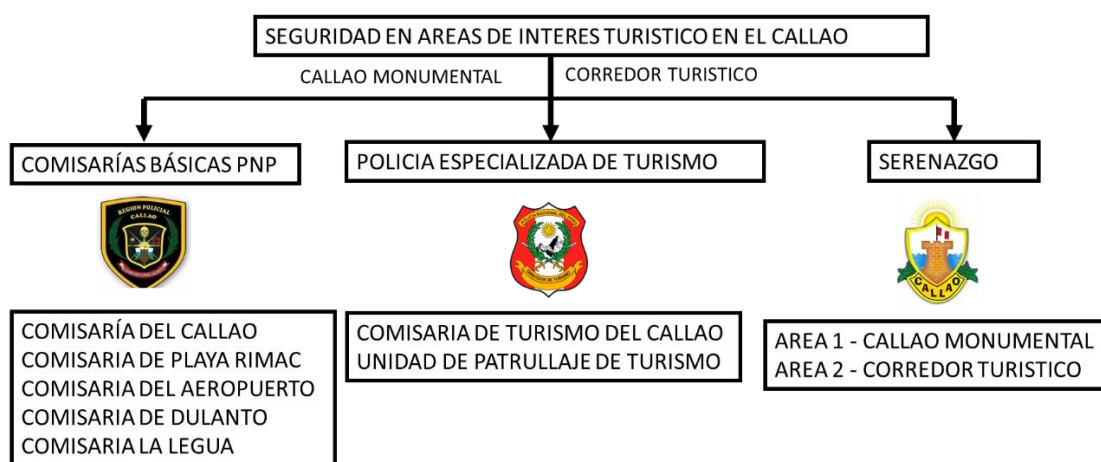 SEGURIDAD EN AREAS DE INTERES TURISTICO EN EL CALLAO
CALLAO MONUMENTAL
CORREDOR TURISTICO
COMISARÍAS BÁSICAS PNP
POLICIA ESPECIALIZADA DE TURISMO
SERENAZGO
REGION POLICIAL
CALLAO
DIRECCION DE TURISMO
CALLAO
COMISARÍA DEL CALLAO
COMISARIA DE PLAYA RIMAC
COMISARIA DEL AEROPUERTO
COMISARIA DE DULANTO
COMISARIA LA LEGUA
COMISARIA DE TURISMO DEL CALLAO
UNIDAD DE PATRULLAJE DE TURISMO
AREA 1 - CALLAO MONUMENTAL
AREA 2 - CORREDOR TURISTICO